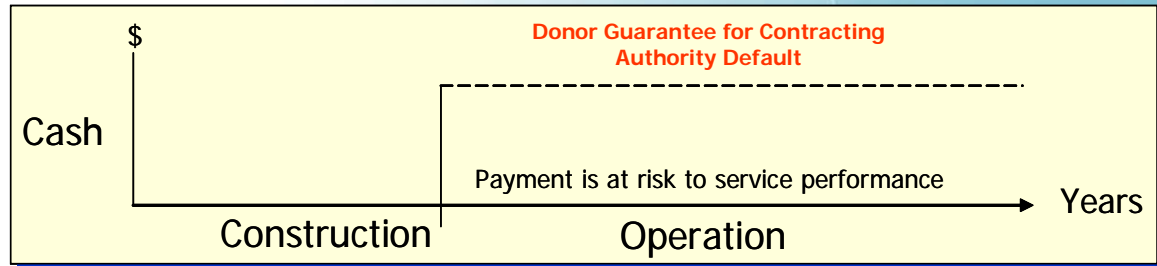 $
Donor Guarantee for Contracting
Authority Default
Cash
Payment is at risk to service performance
Years
Construction
Operation